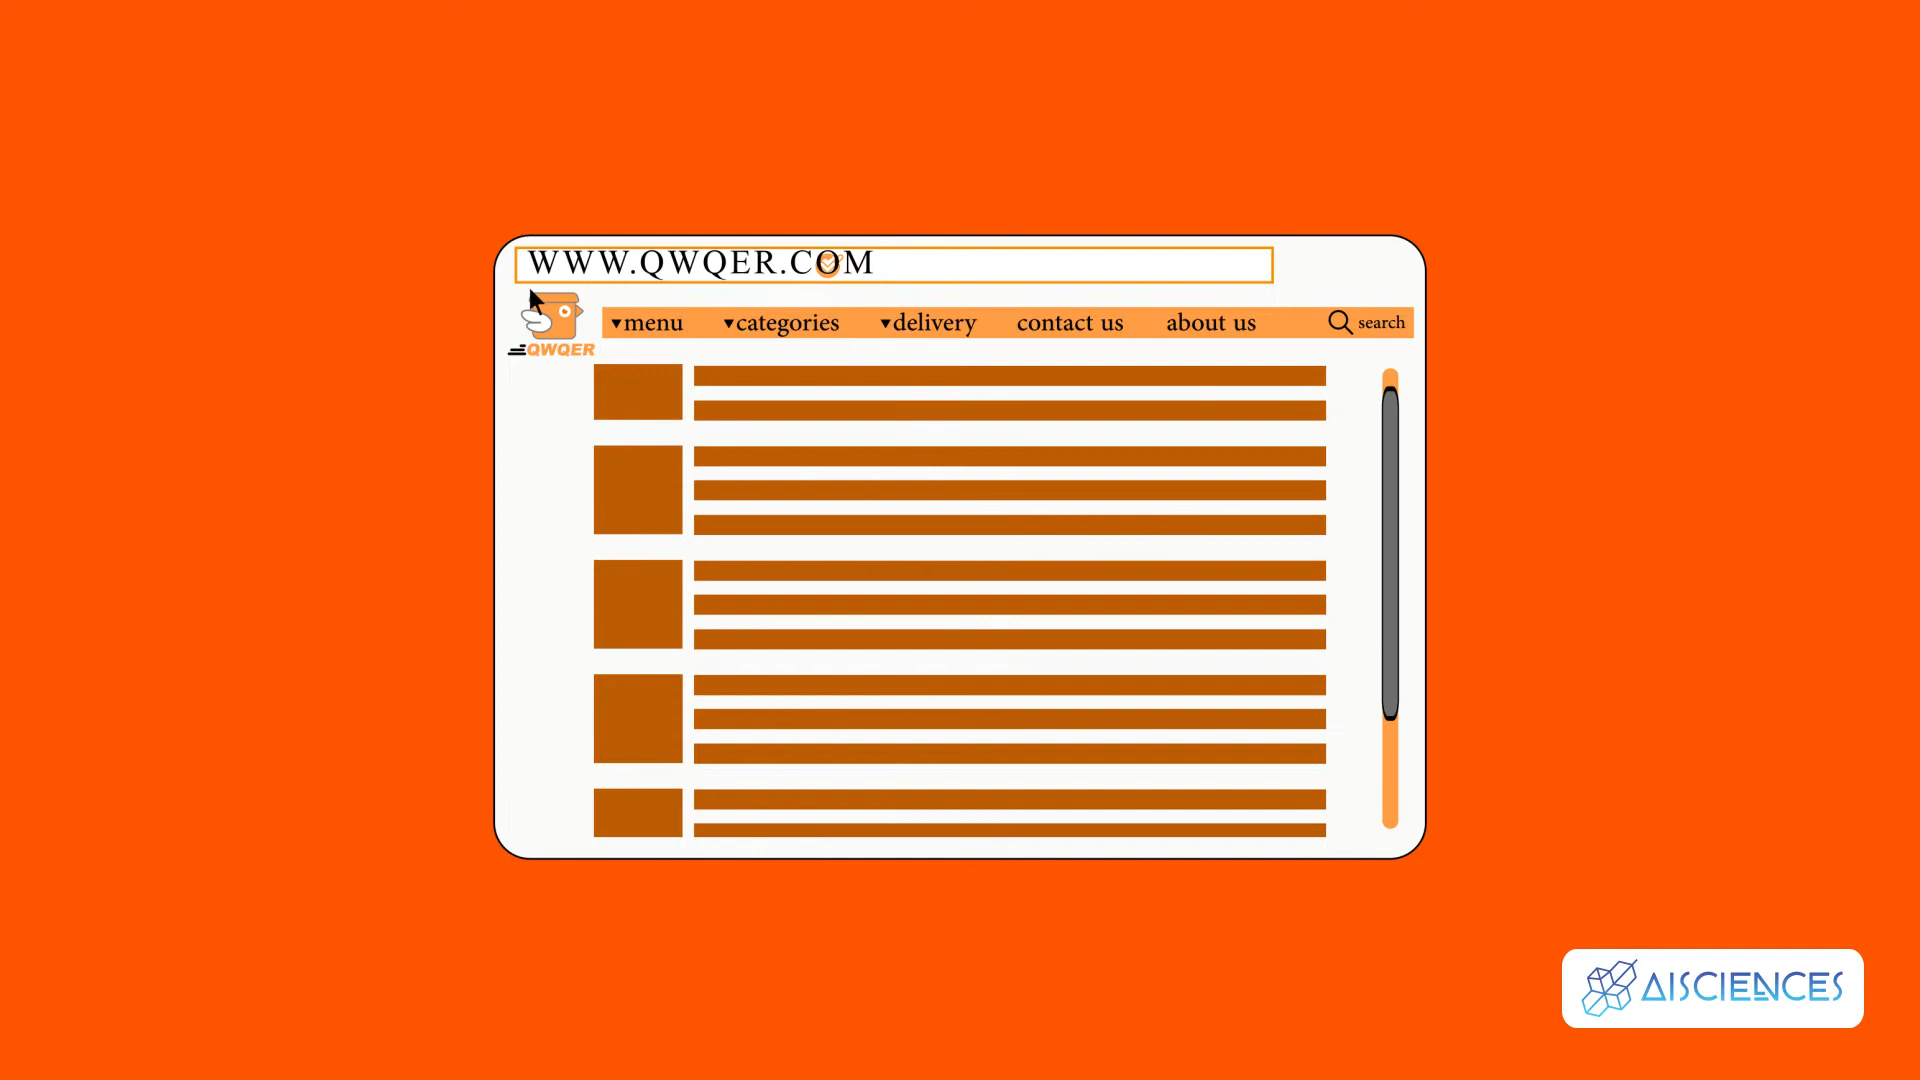 WWW.QWQER.COM
▾menu ▾categories ▾delivery contact us about us search
QWQER
AISCIENCES